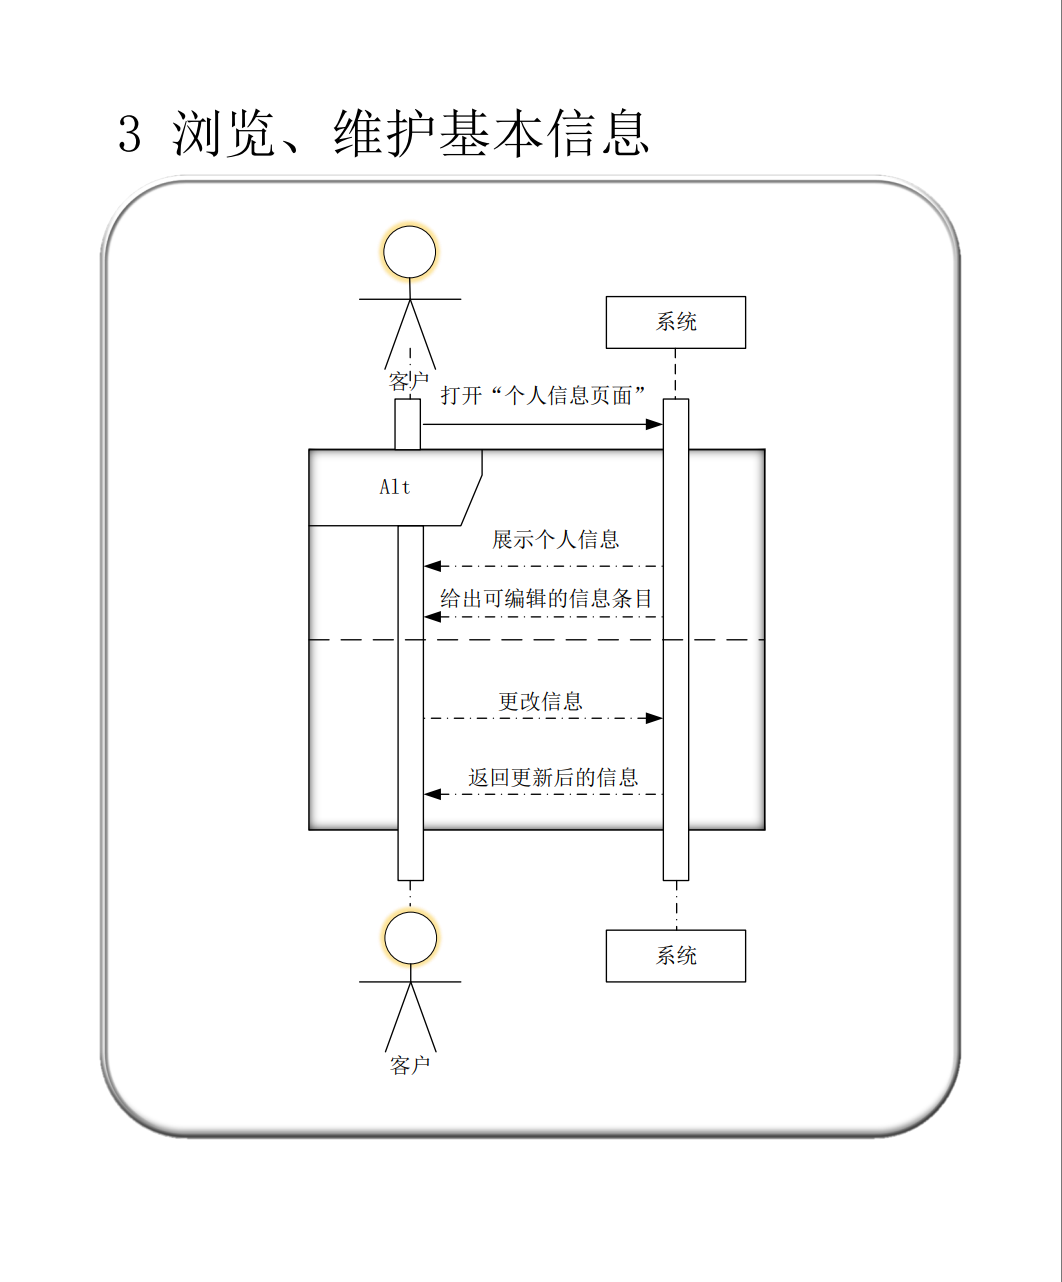 3 浏览、维护基本信息
系统
客户
打开“个人信息页面”
Alt
展示个人信息
给出可编辑的信息条目
更改信息
返回更新后的信息
系统
客户